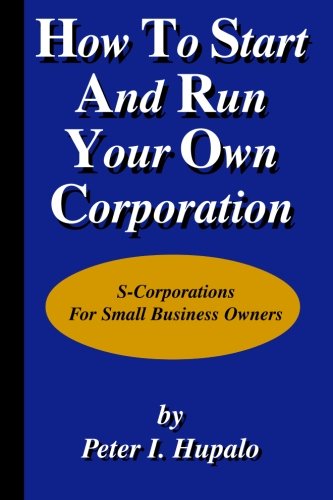 How To Start
And Run
Your Own
Corporation
S-Corporations
For Small Business Owners
by
Peter I. Hupalo